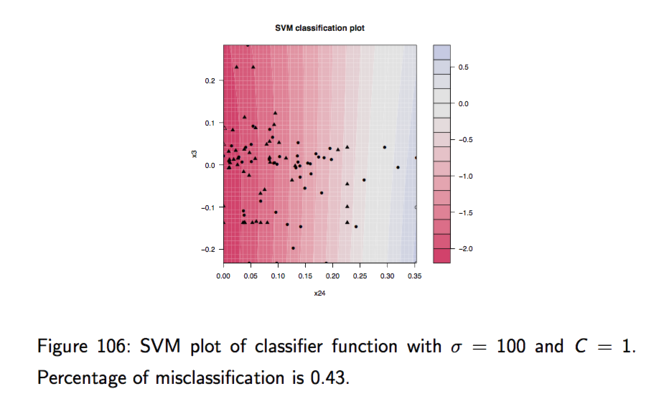 SVM classification plot
0.2
0.1
0.0
−0.1
−0.2
x3
0.00 0.05 0.10 0.15 0.20 0.25 0.30 0.35
x24
0.5
0.0
−0.5
−1.0
−1.5
−2.0
Figure 106: SVM plot of classifier function with σ = 100 and C = 1.
Percentage of misclassification is 0.43.